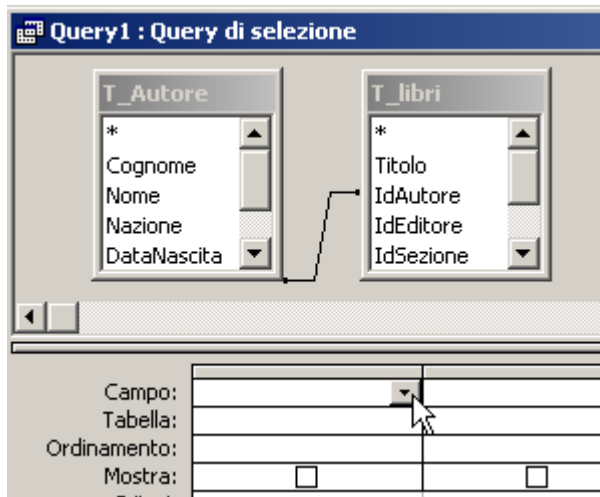 Query1 : Query di selezione
T_Autore
*
Cognome
Nome
Nazione
DataNascita
T_libri
*
Titolo
IdAutore
IdEditore
IdSezione
Campo:
Tabella:
Ordinamento:
Mostra: